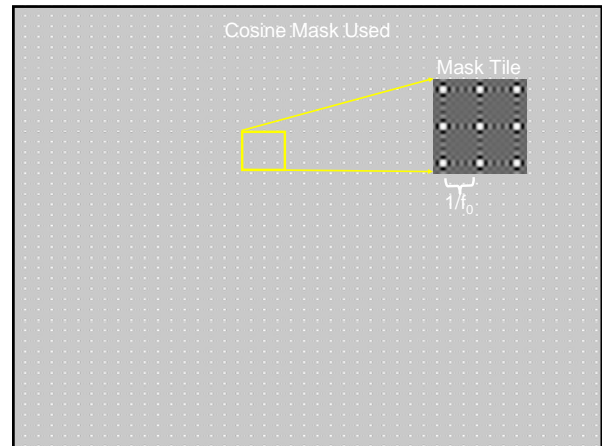 Cosine Mask Used
Mask Tile
1/f₀